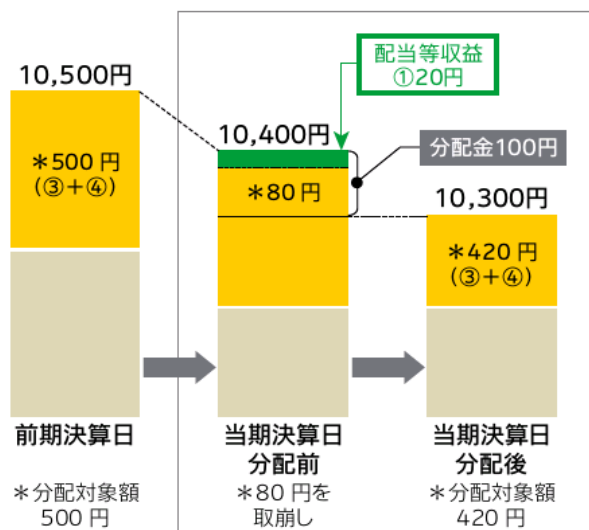 10,500円
＊500 円
(③＋④)
前期決算日
＊分配対象額
500 円
配当等収益
①20円
10,400円
分配金100円
＊80 円
当期決算日
分配前
＊80 円を
取崩し
10,300円
＊420 円
(③＋④)
当期決算日
分配後
＊分配対象額
420 円